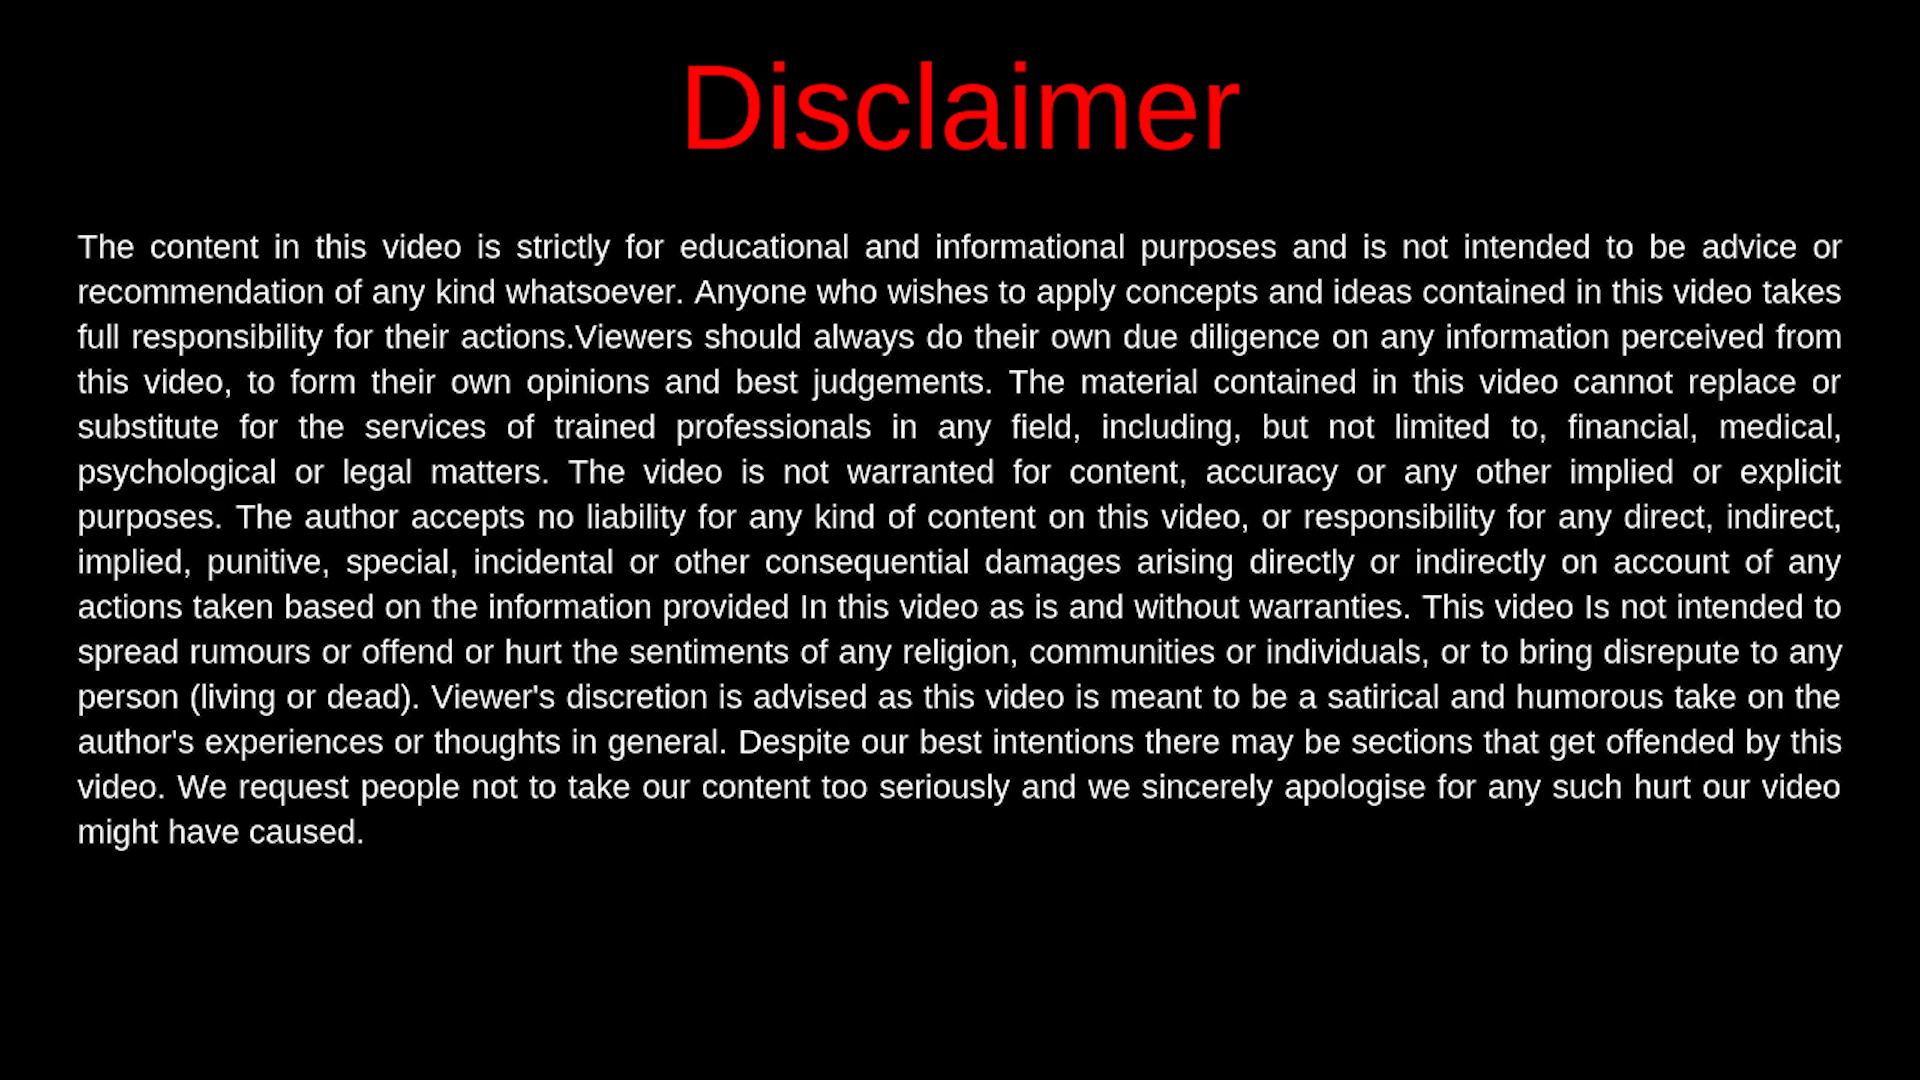 Disclaimer
The content in this video is strictly for educational and informational purposes and is not intended to be advice or
recommendation of any kind whatsoever. Anyone who wishes to apply concepts and ideas contained in this video takes
full responsibility for their actions.Viewers should always do their own due diligence on any information perceived from
this video, to form their own opinions and best judgements. The material contained in this video cannot replace or
substitute for the services of trained professionals in any field, including, but not limited to, financial, medical,
psychological or legal matters. The video is not warranted for content, accuracy or any other implied or explicit
purposes. The author accepts no liability for any kind of content on this video, or responsibility for any direct, indirect,
implied, punitive, special, incidental or other consequential damages arising directly or indirectly on account of any
actions taken based on the information provided In this video as is and without warranties. This video Is not intended to
spread rumours or offend or hurt the sentiments of any religion, communities or individuals, or to bring disrepute to any
person (living or dead). Viewer's discretion is advised as this video is meant to be a satirical and humorous take on the
author's experiences or thoughts in general. Despite our best intentions there may be sections that get offended by this
video. We request people not to take our content too seriously and we sincerely apologise for any such hurt our video
might have caused.